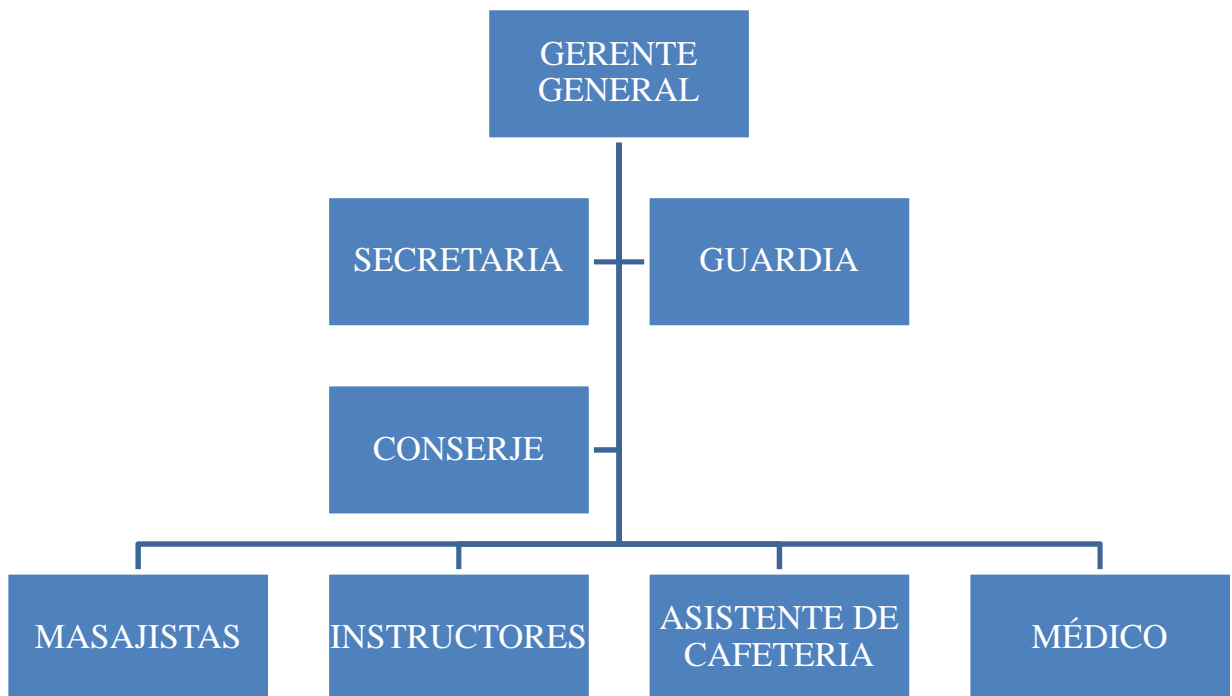 GERENTE
GENERAL
SECRETARIA
GUARDIA
CONSERJE
MASAJISTAS
INSTRUCTORES
ASISTENTE DE
CAFETERIA
MÉDICO